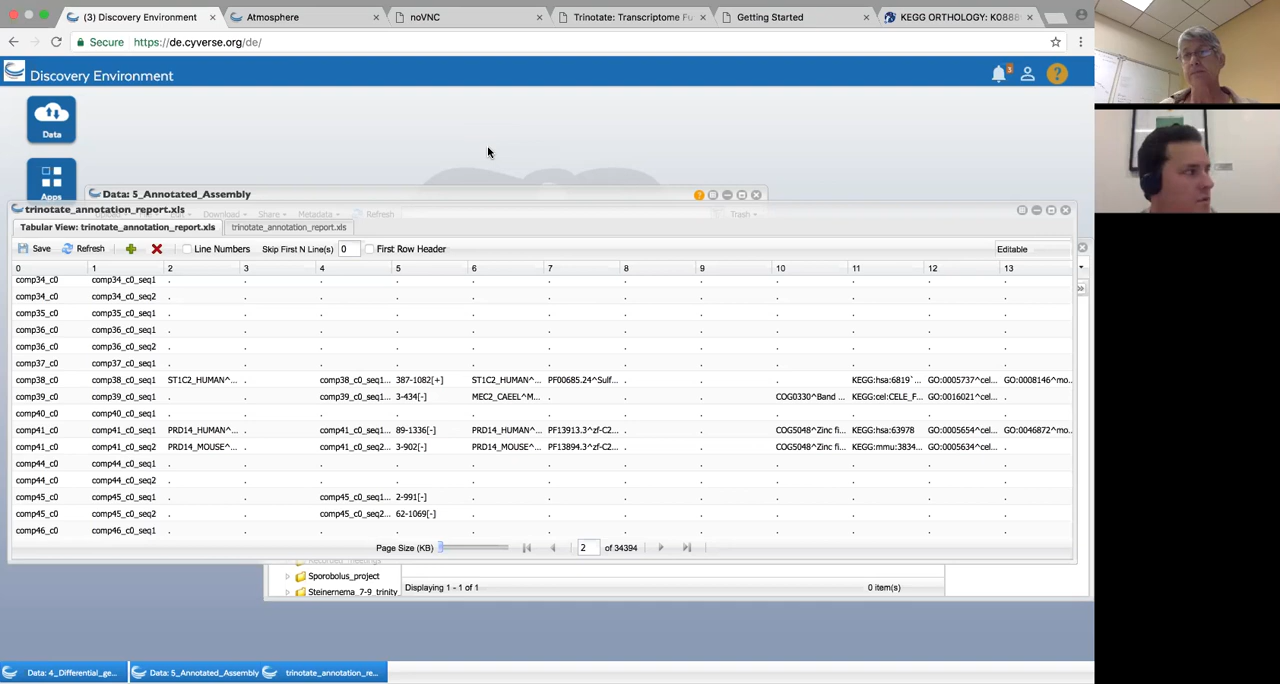 (3) Discovery Environment × Atmosphere × noVNC × Trinotate: Transcriptome Fu × Getting Started × KEGG ORTHOLOGY: K0888 ×
Secure https://de.cyverse.org/de/
Discovery Environment 3 ?
Data
Apps
Data: 5_Annotated_Assembly
trinotate_annotation_report.xls
Download Share Metadata Refresh Trash
Tabular View: trinotate_annotation_report.xls trinotate_annotation_report.xls
Save Refresh Line Numbers Skip First N Line(s) 0 First Row Header Editable
0 1 2 3 4 5 6 7 8 9 10 11 12 13
comp34_c0 comp34_c0_seq1 . . . . . . . . . . . .
comp34_c0 comp34_c0_seq2 . . . . . . . . . . . .
comp35_c0 comp35_c0_seq1 . . . . . . . . . . . .
comp36_c0 comp36_c0_seq1 . . . . . . . . . . . .
comp36_c0 comp36_c0_seq2 . . . . . . . . . . . .
comp37_c0 comp37_c0_seq1 . . . . . . . . . . . .
comp38_c0 comp38_c0_seq1 ST1C2_HUMAN^... . comp38_c0_seq1... 387-1082[+] ST1C2_HUMAN^... PF00685.24^Sulf... . . . KEGG:hsa:6819`... GO:0005737^cel... GO:0008146^mo...
comp39_c0 comp39_c0_seq1 . . comp39_c0_seq1... 3-434[-] MEC2_CAEEL^M... . . . COG0330^Band ... KEGG:cel:CELE_F... GO:0016021^cel... .
comp40_c0 comp40_c0_seq1 . . . . . . . . . . . .
comp41_c0 comp41_c0_seq1 PRD14_HUMAN^... . comp41_c0_seq1... 89-1336[-] PRD14_HUMAN^... PF13913.3^zf-C2... . . COG5048^Zinc fi... KEGG:hsa:63978 GO:0005654^cel... GO:0046872^mo...
comp41_c0 comp41_c0_seq2 PRD14_MOUSE^... . comp41_c0_seq2... 3-902[-] PRD14_MOUSE^... PF13894.3^zf-C2... . . COG5048^Zinc fi... KEGG:mmu:3834... GO:0005634^cel... .
comp44_c0 comp44_c0_seq1 . . . . . . . . . . . .
comp44_c0 comp44_c0_seq2 . . . . . . . . . . . .
comp45_c0 comp45_c0_seq1 . . comp45_c0_seq1... 2-991[-] . . . . . . . .
comp45_c0 comp45_c0_seq2 . . comp45_c0_seq2... 62-1069[-] . . . . . . . .
comp46_c0 comp46_c0_seq1 . . . . . . . . . . . .
Page Size (KB) 2 of 34394
Sporobolus_project Displaying 1 - 1 of 1 0 item(s)
Steinernema_7-9_trinity
Data: 4_Differential_ge... Data: 5_Annotated_Assembly trinotate_annotation_re...